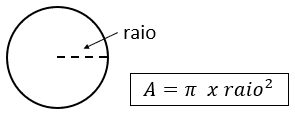 raio
A = π x raio²